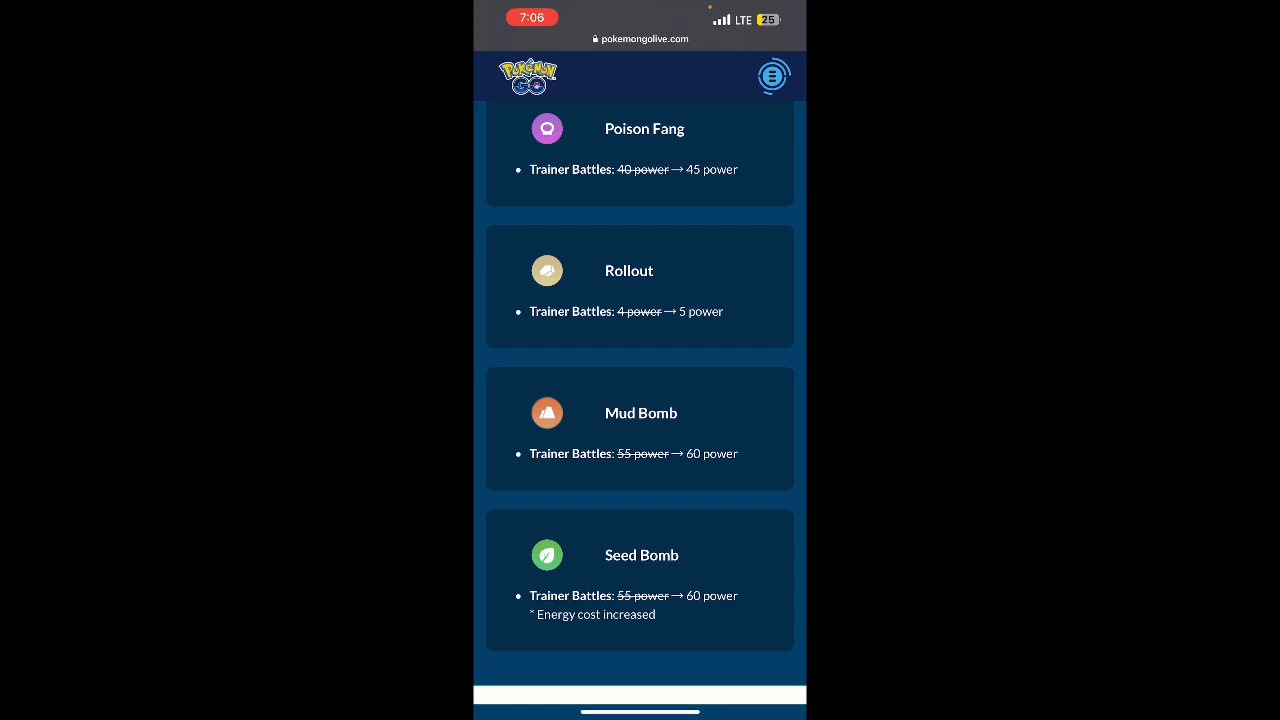 7:06
LTE 25
pokemongolive.com
POKÉMON
GO
Poison Fang
• Trainer Battles: 40 power → 45 power
Rollout
• Trainer Battles: 4 power → 5 power
Mud Bomb
• Trainer Battles: 55 power → 60 power
Seed Bomb
• Trainer Battles: 55 power → 60 power
* Energy cost increased